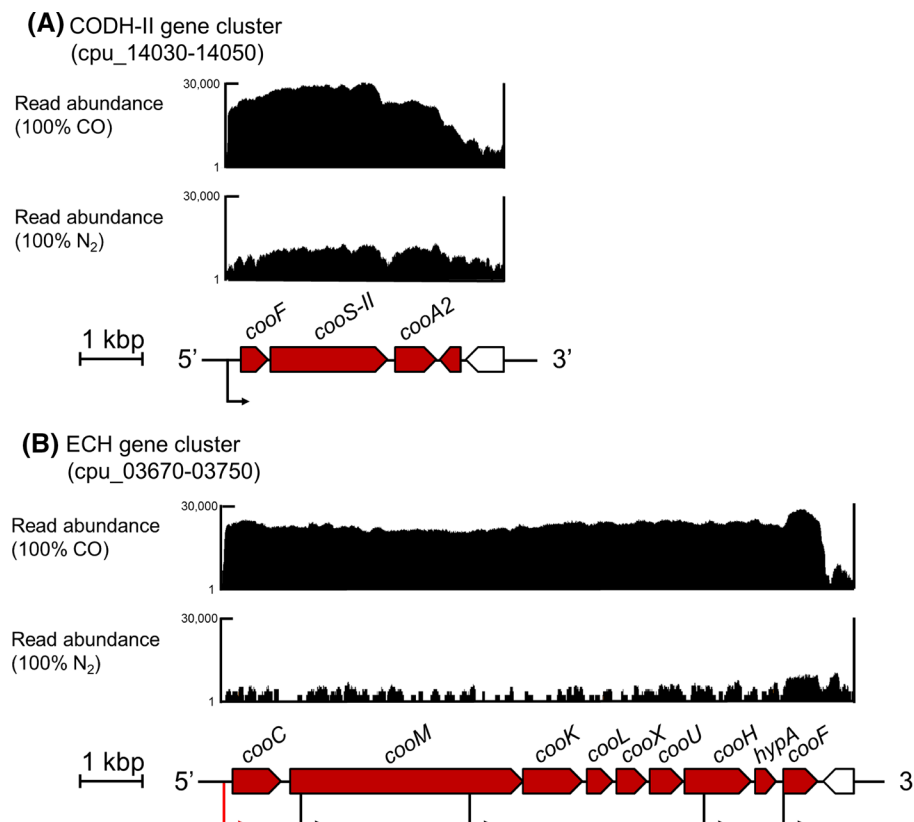 (A) CODH-II gene cluster
(cpu_14030-14050)
30,000
Read abundance
(100% CO)
1
30,000
Read abundance
(100% N2)
1
cooF cooS-II cooA2
1 kbp
5’ 3’
(B) ECH gene cluster
(cpu_03670-03750)
30,000
Read abundance
(100% CO)
1
30,000
Read abundance
(100% N2)
1
cooC cooM cooK cooL cooX cooU cooH hypA cooF
1 kbp
5’ 3